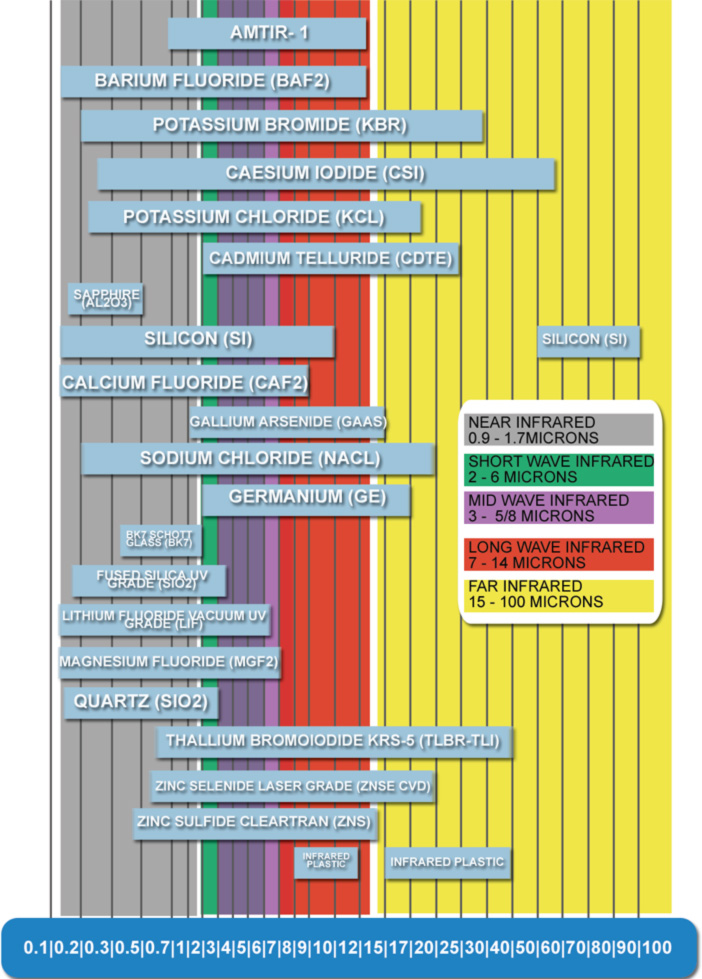 AMTIR- 1
BARIUM FLUORIDE (BAF2)
POTASSIUM BROMIDE (KBR)
CAESIUM IODIDE (CSI)
POTASSIUM CHLORIDE (KCL)
CADMIUM TELLURIDE (CDTE)
SAPPHIRE
(AL2O3)
SILICON (SI)
SILICON (SI)
CALCIUM FLUORIDE (CAF2)
GALLIUM ARSENIDE (GAAS)
SODIUM CHLORIDE (NACL)
GERMANIUM (GE)
BK7 SCHOTT
GLASS (BK7)
FUSED SILICA UV
GRADE (SIO2)
LITHIUM FLUORIDE VACUUM UV
GRADE (LIF)
MAGNESIUM FLUORIDE (MGF2)
QUARTZ (SIO2)
THALLIUM BROMOIODIDE KRS-5 (TLBR-TLI)
ZINC SELENIDE LASER GRADE (ZNSE CVD)
ZINC SULFIDE CLEARTRAN (ZNS)
INFRARED
PLASTIC
INFRARED PLASTIC
NEAR INFRARED
0.9 - 1.7MICRONS
SHORT WAVE INFRARED
2 - 6 MICRONS
MID WAVE INFRARED
3 - 5/8 MICRONS
LONG WAVE INFRARED
7 - 14 MICRONS
FAR INFRARED
15 - 100 MICRONS
0.1|0.2|0.3|0.5|0.7|1|2|3|4|5|6|7|8|9|10|12|15|17|20|25|30|40|50|60|70|80|90|100